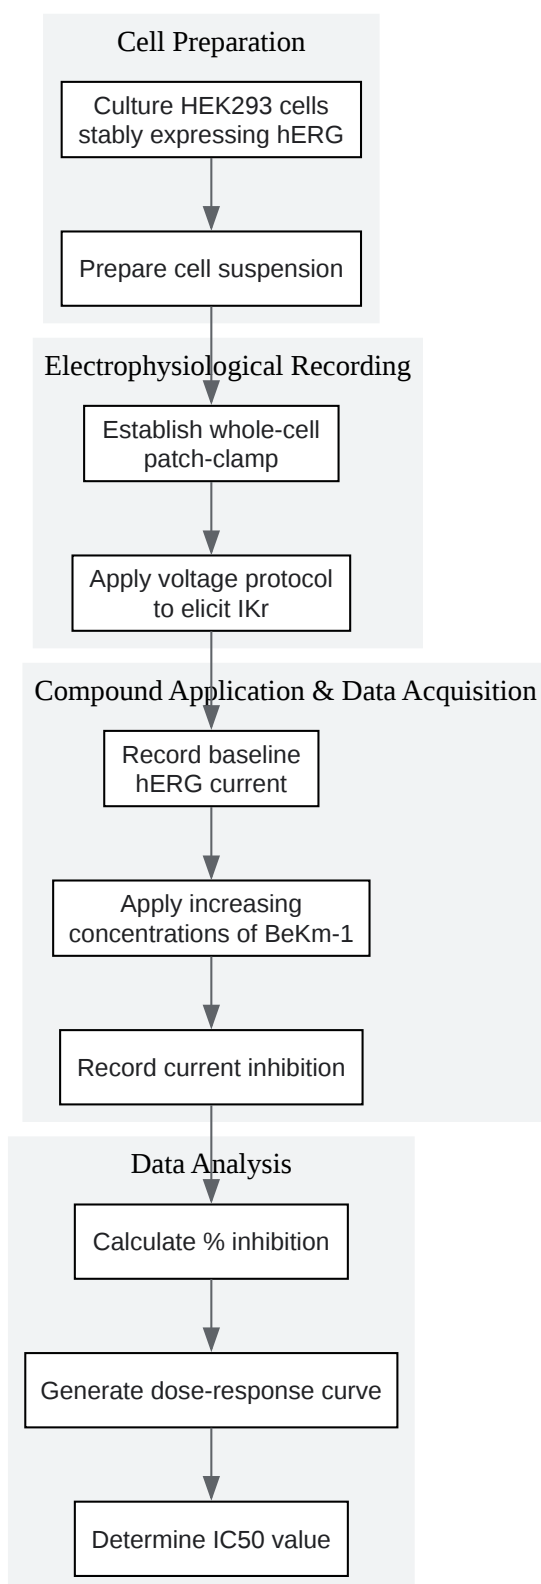 Cell Preparation
Culture HEK293 cells
stably expressing hERG
Prepare cell suspension
Electrophysiological Recording
Establish whole-cell
patch-clamp
Apply voltage protocol
to elicit IKr
Compound Application & Data Acquisition
Record baseline
hERG current
Apply increasing
concentrations of BeKm-1
Record current inhibition
Data Analysis
Calculate % inhibition
Generate dose-response curve
Determine IC50 value